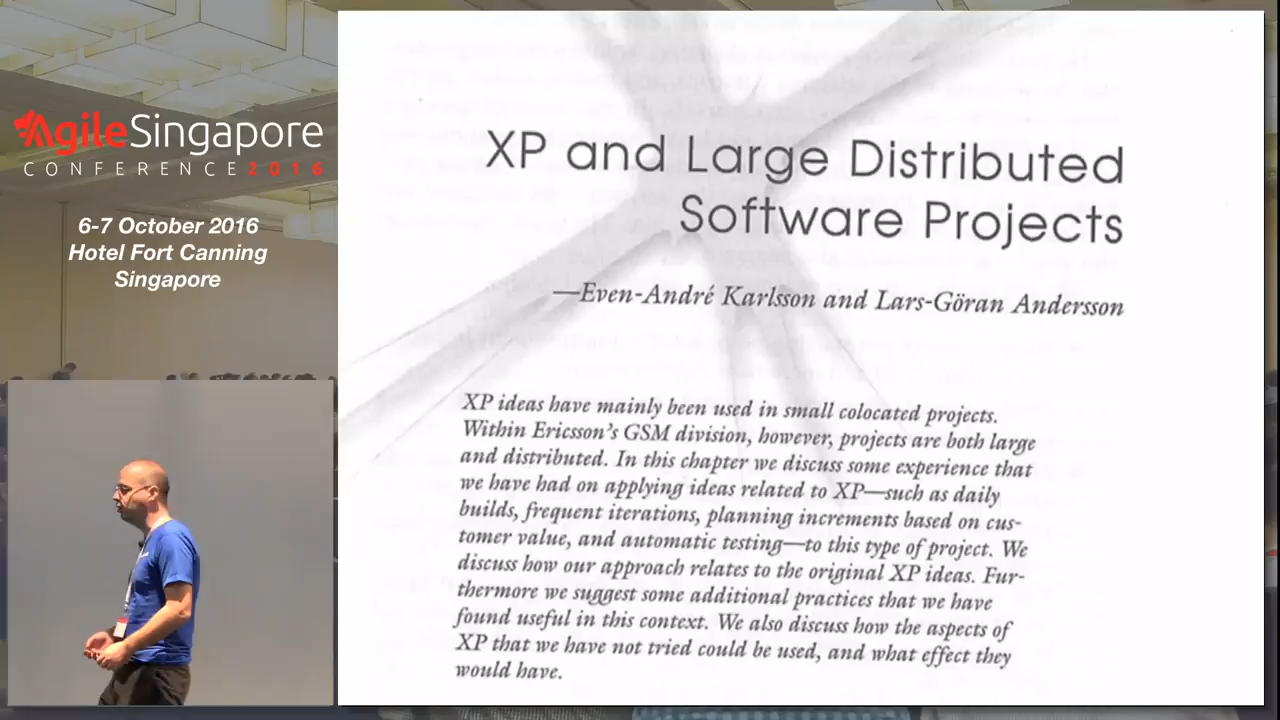 AgileSingapore
CONFERENCE2016
6-7 October 2016
Hotel Fort Canning
Singapore
XP and Large Distributed
Software Projects
—Even-André Karlsson and Lars-Göran Andersson
XP ideas have mainly been used in small colocated projects.
Within Ericsson's GSM division, however, projects are both large
and distributed. In this chapter we discuss some experience that
we have had on applying ideas related to XP—such as daily
builds, frequent iterations, planning increments based on cus-
tomer value, and automatic testing—to this type of project. We
discuss how our approach relates to the original XP ideas. Fur-
thermore we suggest some additional practices that we have
found useful in this context. We also discuss how the aspects of
XP that we have not tried could be used, and what effect they
would have.